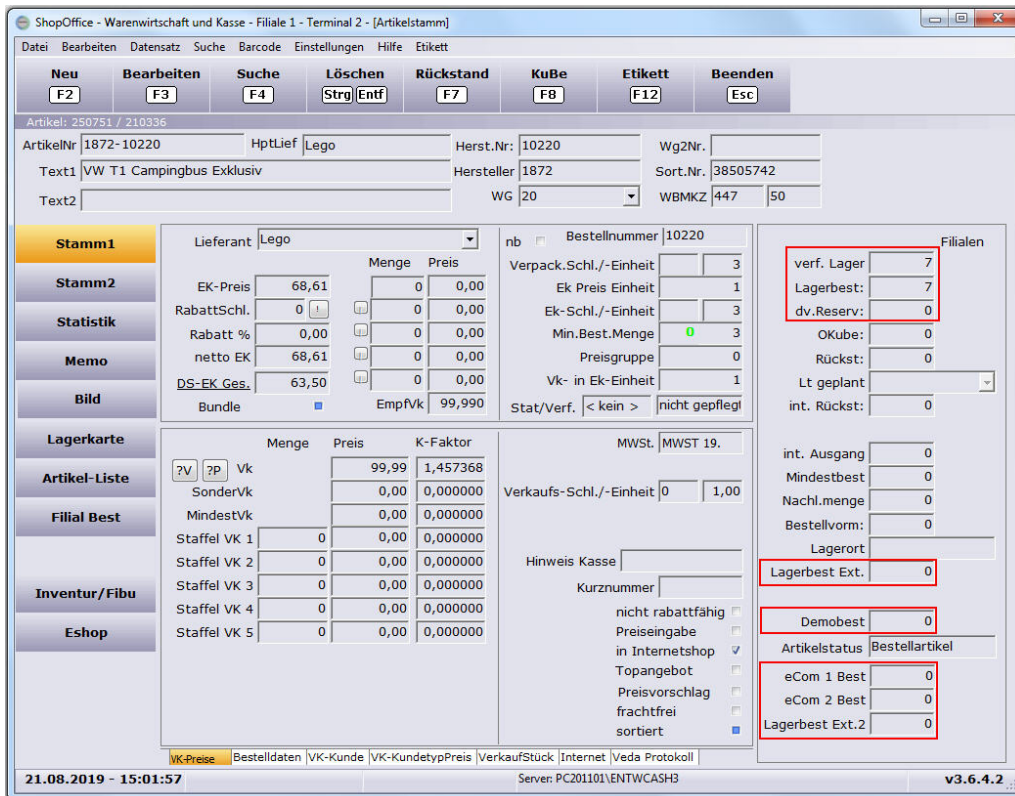 ShopOffice - Warenwirtschaft und Kasse - Filiale 1 - Terminal 2 - [Artikelstamm]
Datei Bearbeiten Datensatz Suche Barcode Einstellungen Hilfe Etikett
Neu Bearbeiten Suche Löschen Rückstand KuBe Etikett Beenden
F2 F3 F4 Strg Entf F7 F8 F12 Esc
Artikel: 250751 / 210336
ArtikelNr 1872-10220 HptLief Lego Herst.Nr: 10220 Wg2Nr.
Text1 VW T1 Campingbus Exklusiv Hersteller 1872 Sort.Nr. 38505742
Text2 WG 20 WBMKZ 447 50
Stamm1
Stamm2
Statistik
Memo
Bild
Lagerkarte
Artikel-Liste
Filial Best
Inventur/Fibu
Eshop
Lieferant Lego
Menge Preis
EK-Preis 68,61 0 0,00
RabattSchl. 0 ! 0 0,00
Rabatt % 0,00 0 0,00
netto EK 68,61 0 0,00
DS-EK Ges. 63,50 0 0,00
Bundle EmpfVk 99,990
nb Bestellnummer 10220
Verpack.Schl./-Einheit 3
Ek Preis Einheit 1
Ek-Schl./-Einheit 3
Min.Best.Menge 0 3
Preisgruppe 0
Vk- in Ek-Einheit 1
Stat/Verf. < kein > nicht gepflegt
Menge Preis K-Faktor
?V ?P Vk 99,99 1,457368
SonderVk 0,00 0,000000
MindestVk 0,00 0,000000
Staffel VK 1 0 0,00 0,000000
Staffel VK 2 0 0,00 0,000000
Staffel VK 3 0 0,00 0,000000
Staffel VK 4 0 0,00 0,000000
Staffel VK 5 0 0,00 0,000000
MWSt. MWST 19.
Verkaufs-Schl./-Einheit 0 1,00
Hinweis Kasse
Kurznummer
nicht rabattfähig
Preiseingabe
in Internetshop
Topangebot
Preisvorschlag
frachtfrei
sortiert
Filialen
verf. Lager 7
Lagerbest: 7
dv.Reserv: 0
OKube: 0
Rückst: 0
Lt geplant
int. Rückst: 0
int. Ausgang 0
Mindestbest 0
Nachl.menge 0
Bestellvorm: 0
Lagerort
Lagerbest Ext. 0
Demobest 0
Artikelstatus Bestellartikel
eCom 1 Best 0
eCom 2 Best 0
Lagerbest Ext.2 0
VK-Preise Bestelldaten VK-Kunde VK-KundetypPreis VerkaufStück Internet Veda Protokoll
21.08.2019 - 15:01:57 Server: PC201101\ENTWCASH3 v3.6.4.2